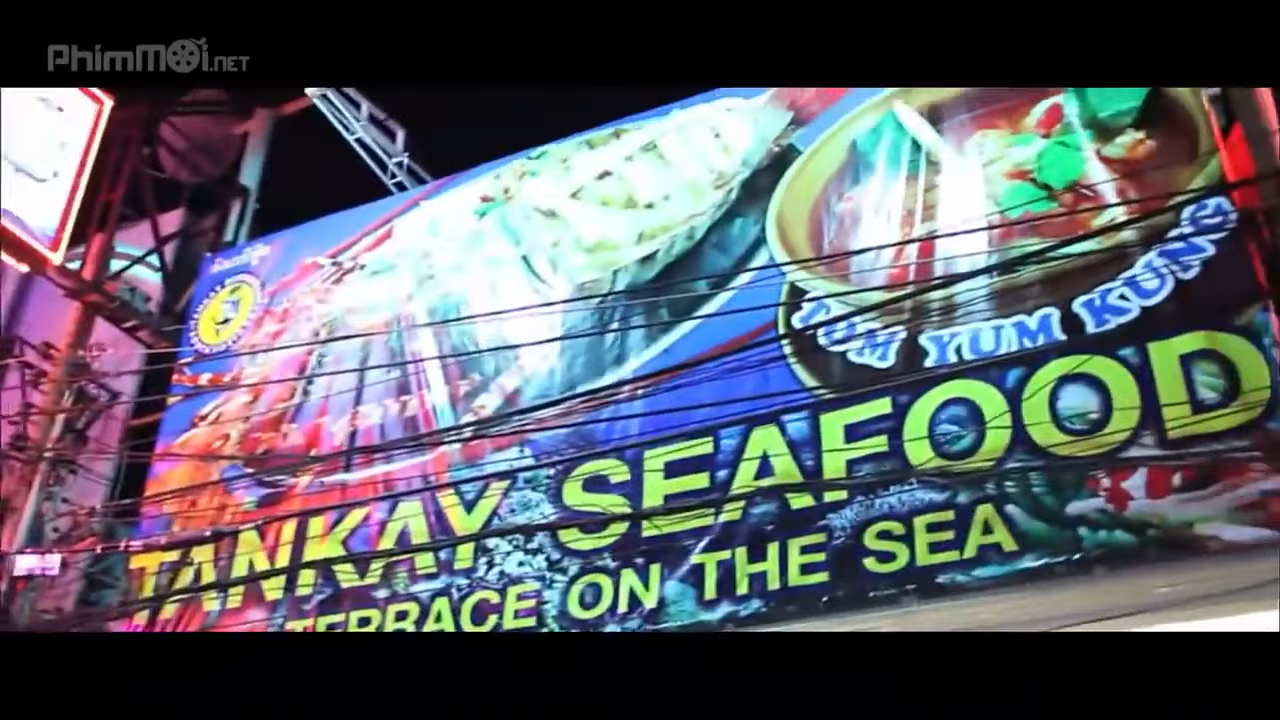 PhimMoi.net
TOM YUM KUNG
TANKAY SEAFOOD
TERRACE ON THE SEA